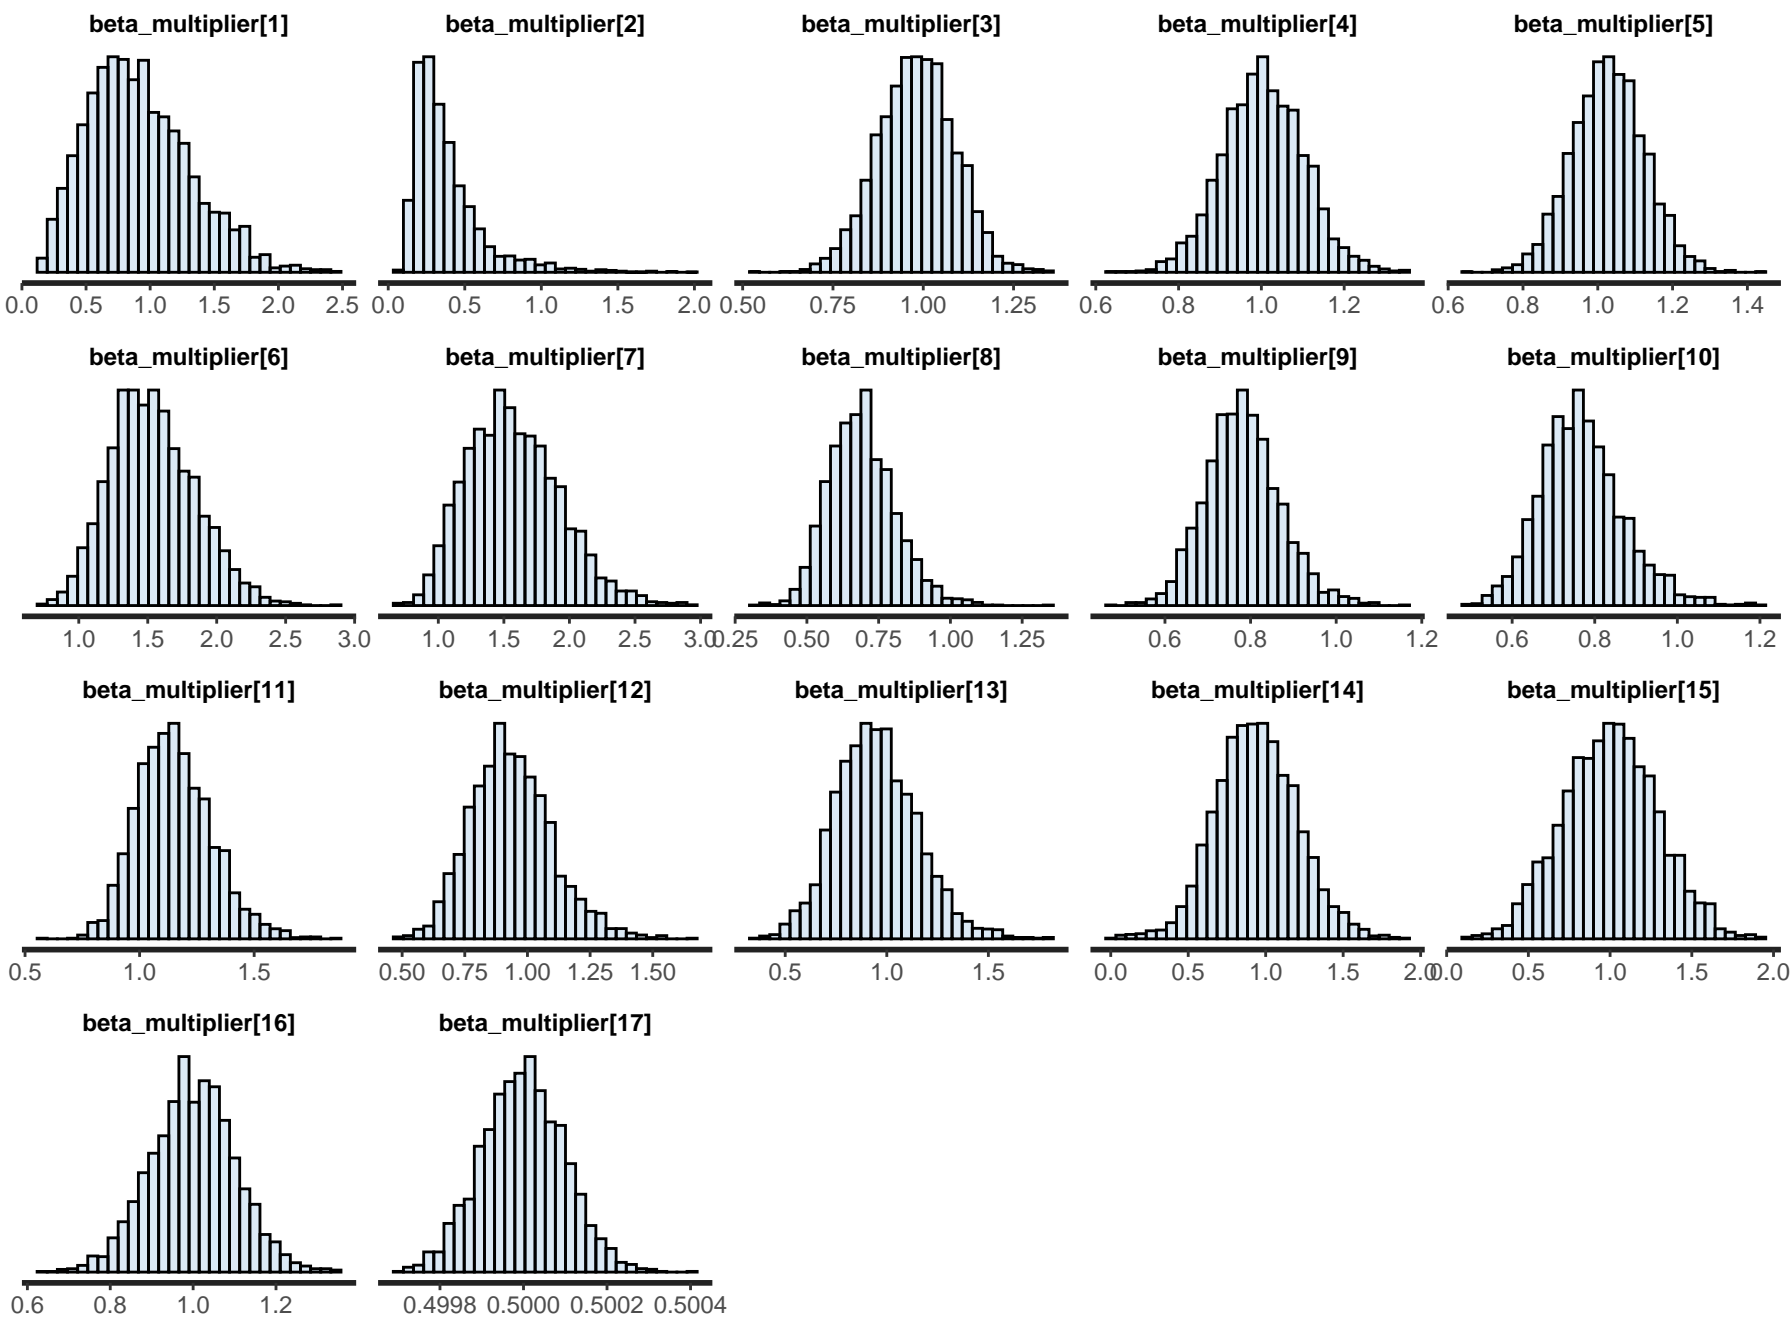 beta_multiplier[1] beta_multiplier[2] beta_multiplier[3] beta_multiplier[4] beta_multiplier[5]
0.0 0.5 1.0 1.5 2.0 2.5 0.0 0.5 1.0 1.5 2.0 0.50 0.75 1.00 1.25 0.6 0.8 1.0 1.2 0.6 0.8 1.0 1.2 1.4
beta_multiplier[6] beta_multiplier[7] beta_multiplier[8] beta_multiplier[9] beta_multiplier[10]
1.0 1.5 2.0 2.5 3.0 1.0 1.5 2.0 2.5 3.0 0.25 0.50 0.75 1.00 1.25 0.6 0.8 1.0 1.2 0.6 0.8 1.0 1.2
beta_multiplier[11] beta_multiplier[12] beta_multiplier[13] beta_multiplier[14] beta_multiplier[15]
0.5 1.0 1.5 0.50 0.75 1.00 1.25 1.50 0.5 1.0 1.5 0.0 0.5 1.0 1.5 2.0 0.0 0.5 1.0 1.5 2.0
beta_multiplier[16] beta_multiplier[17]
0.6 0.8 1.0 1.2 0.4998 0.5000 0.5002 0.5004